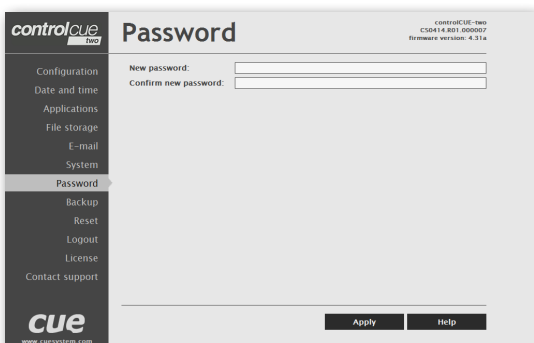 controlcue
two
Password
controlCUE-two
CS0414.R01.000007
firmware version: 4.31a
Configuration
Date and time
Applications
File storage
E-mail
System
Password
Backup
Reset
Logout
License
Contact support
New password:
Confirm new password:
Apply
Help
cue
www.cuesystem.com